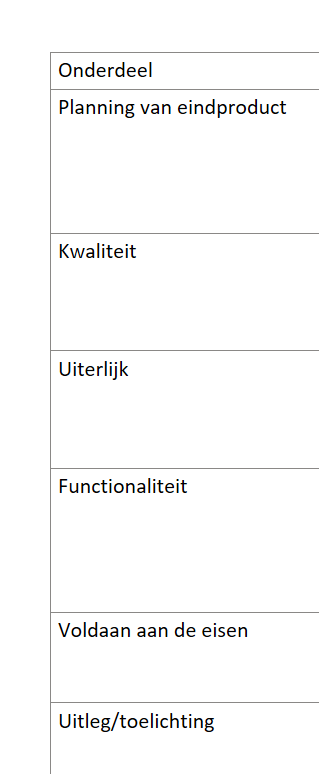 Onderdeel
Planning van eindproduct
Kwaliteit
Uiterlijk
Functionaliteit
Voldaan aan de eisen
Uitleg/toelichting